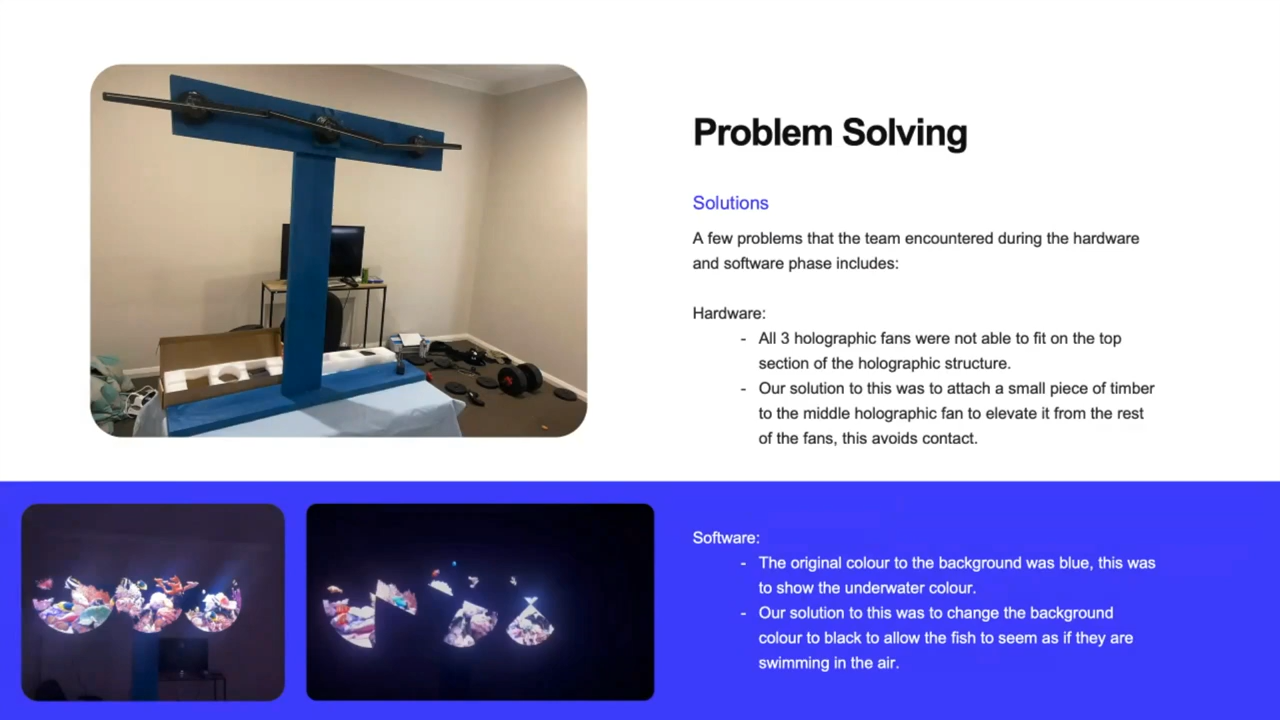 Problem Solving
Solutions
A few problems that the team encountered during the hardware
and software phase includes:
Hardware:
- All 3 holographic fans were not able to fit on the top
section of the holographic structure.
- Our solution to this was to attach a small piece of timber
to the middle holographic fan to elevate it from the rest
of the fans, this avoids contact.
Software:
- The original colour to the background was blue, this was
to show the underwater colour.
- Our solution to this was to change the background
colour to black to allow the fish to seem as if they are
swimming in the air.